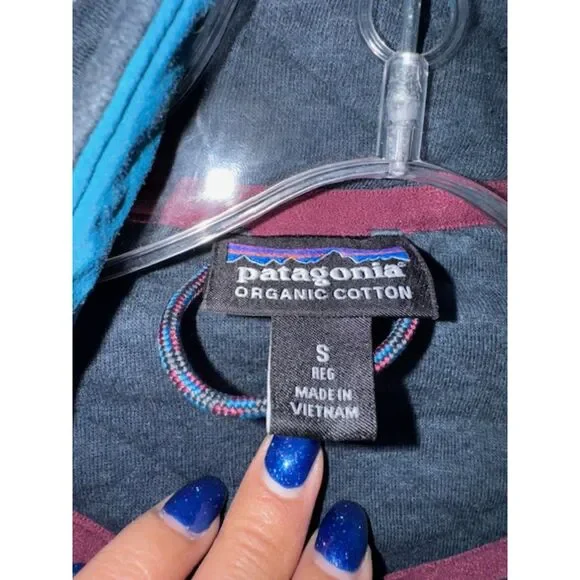 patagonia®
ORGANIC COTTON
S
REG
MADE IN
VIETNAM